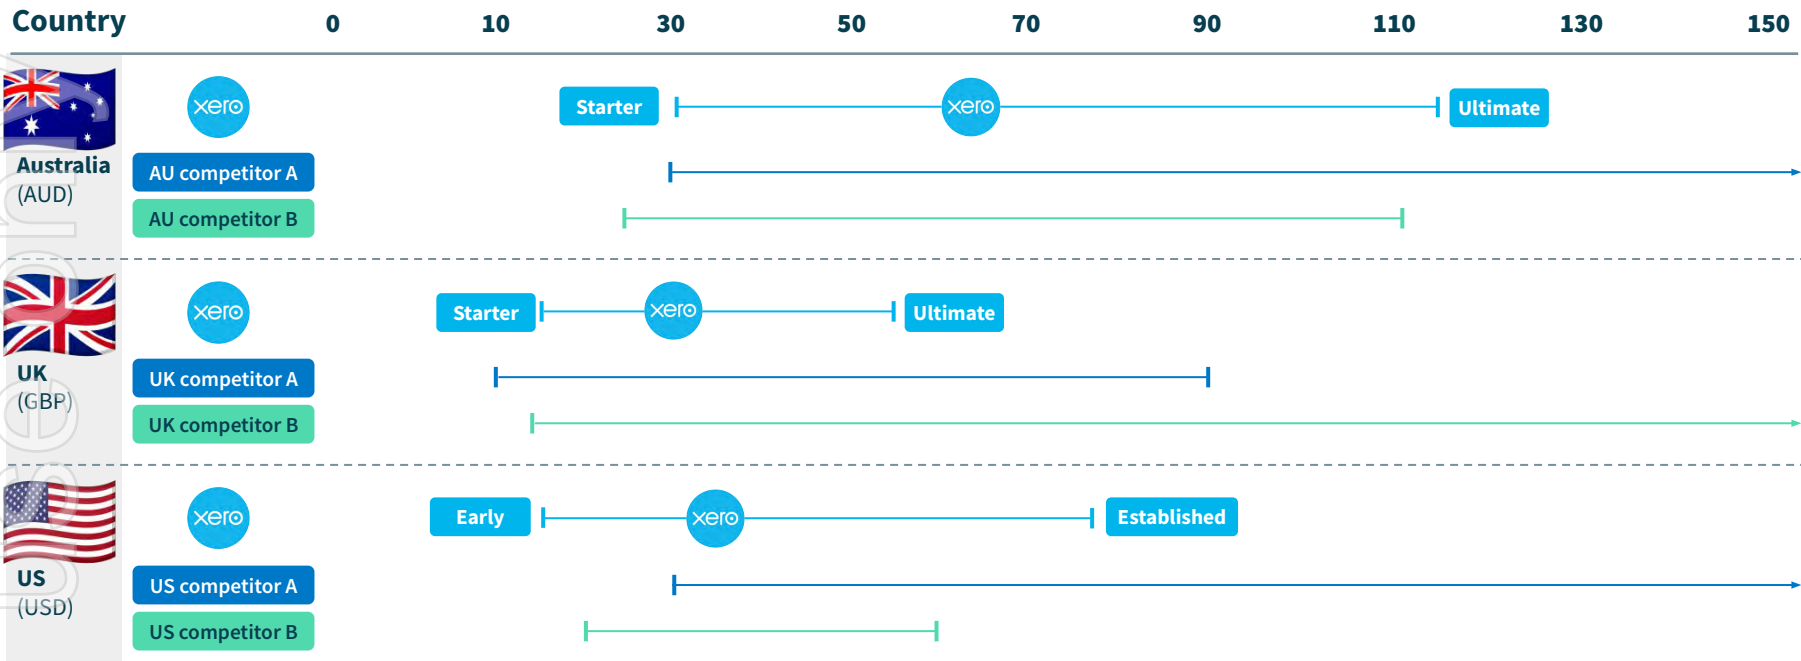 Country 0 10 30 50 70 90 110 130 150
xero Starter xero Ultimate
Australia
(AUD)
AU competitor A
AU competitor B
xero Starter xero Ultimate
UK
(GBP)
UK competitor A
UK competitor B
xero Early xero Established
US
(USD)
US competitor A
US competitor B